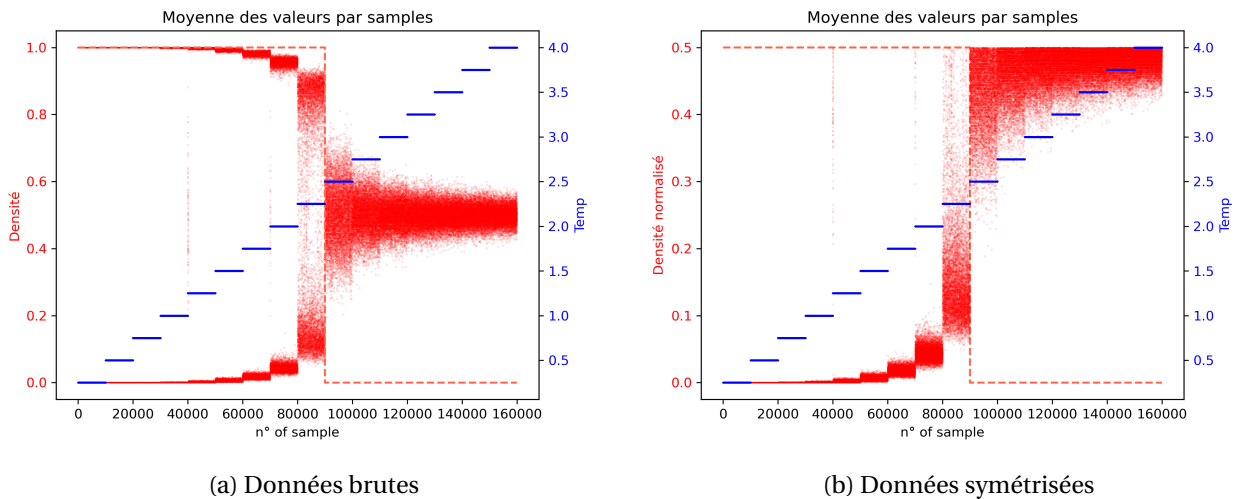 Moyenne des valeurs par samples
1.0
0.8
0.6
0.4
0.2
0.0
Densité
4.0
3.5
3.0
2.5
2.0
1.5
1.0
0.5
Temp
0 20000 40000 60000 80000 100000 120000 140000 160000
n° of sample
(a) Données brutes
Moyenne des valeurs par samples
0.5
0.4
0.3
0.2
0.1
0.0
Densité normalisé
4.0
3.5
3.0
2.5
2.0
1.5
1.0
0.5
Temp
0 20000 40000 60000 80000 100000 120000 140000 160000
n° of sample
(b) Données symétrisées